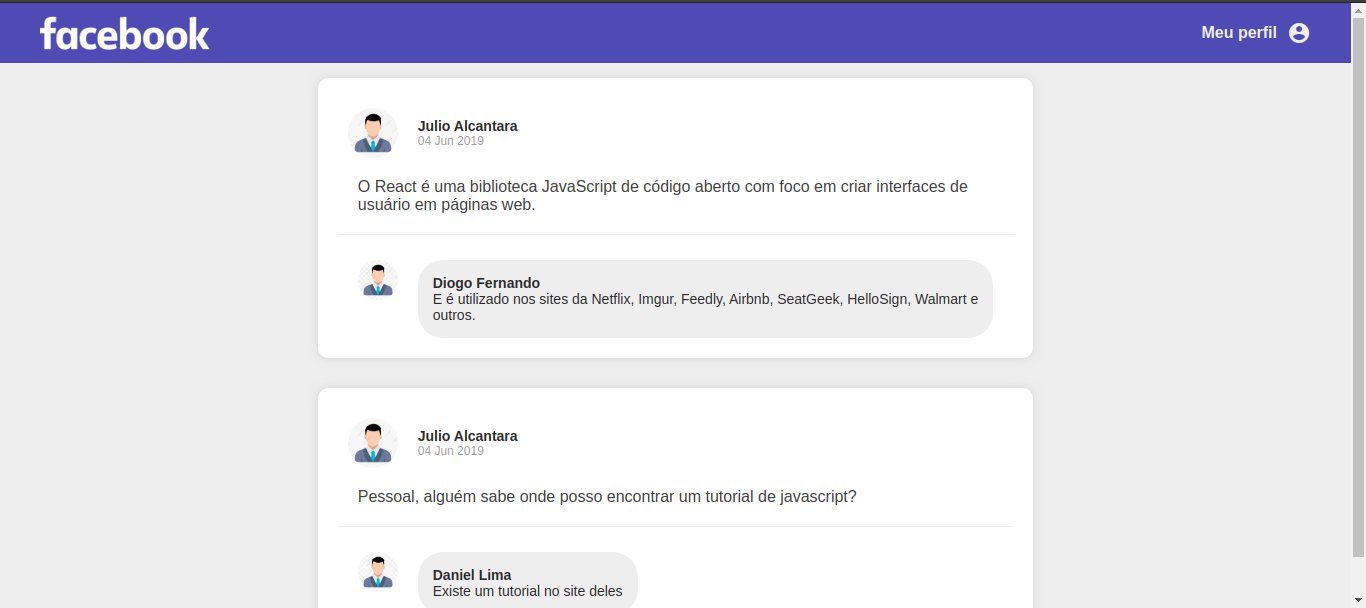 facebook
Meu perfil
Julio Alcantara
04 Jun 2019
O React é uma biblioteca JavaScript de código aberto com foco em criar interfaces de
usuário em páginas web.
Diogo Fernando
E é utilizado nos sites da Netflix, Imgur, Feedly, Airbnb, SeatGeek, HelloSign, Walmart e
outros.
Julio Alcantara
04 Jun 2019
Pessoal, alguém sabe onde posso encontrar um tutorial de javascript?
Daniel Lima
Existe um tutorial no site deles